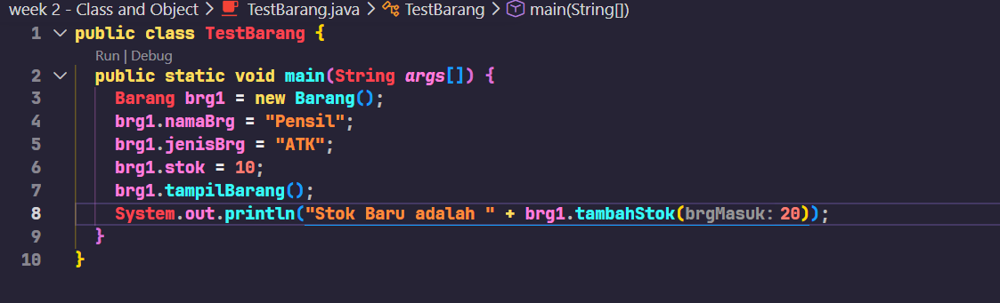 week 2 - Class and Object > TestBarang.java > TestBarang > main(String[])
1 public class TestBarang {
Run | Debug
2 public static void main(String args[]) {
3 Barang brg1 = new Barang();
4 brg1.namaBrg = "Pensil";
5 brg1.jenisBrg = "ATK";
6 brg1.stok = 10;
7 brg1.tampilBarang();
8 System.out.println("Stok Baru adalah " + brg1.tambahStok(brgMasuk: 20));
9 }
10 }